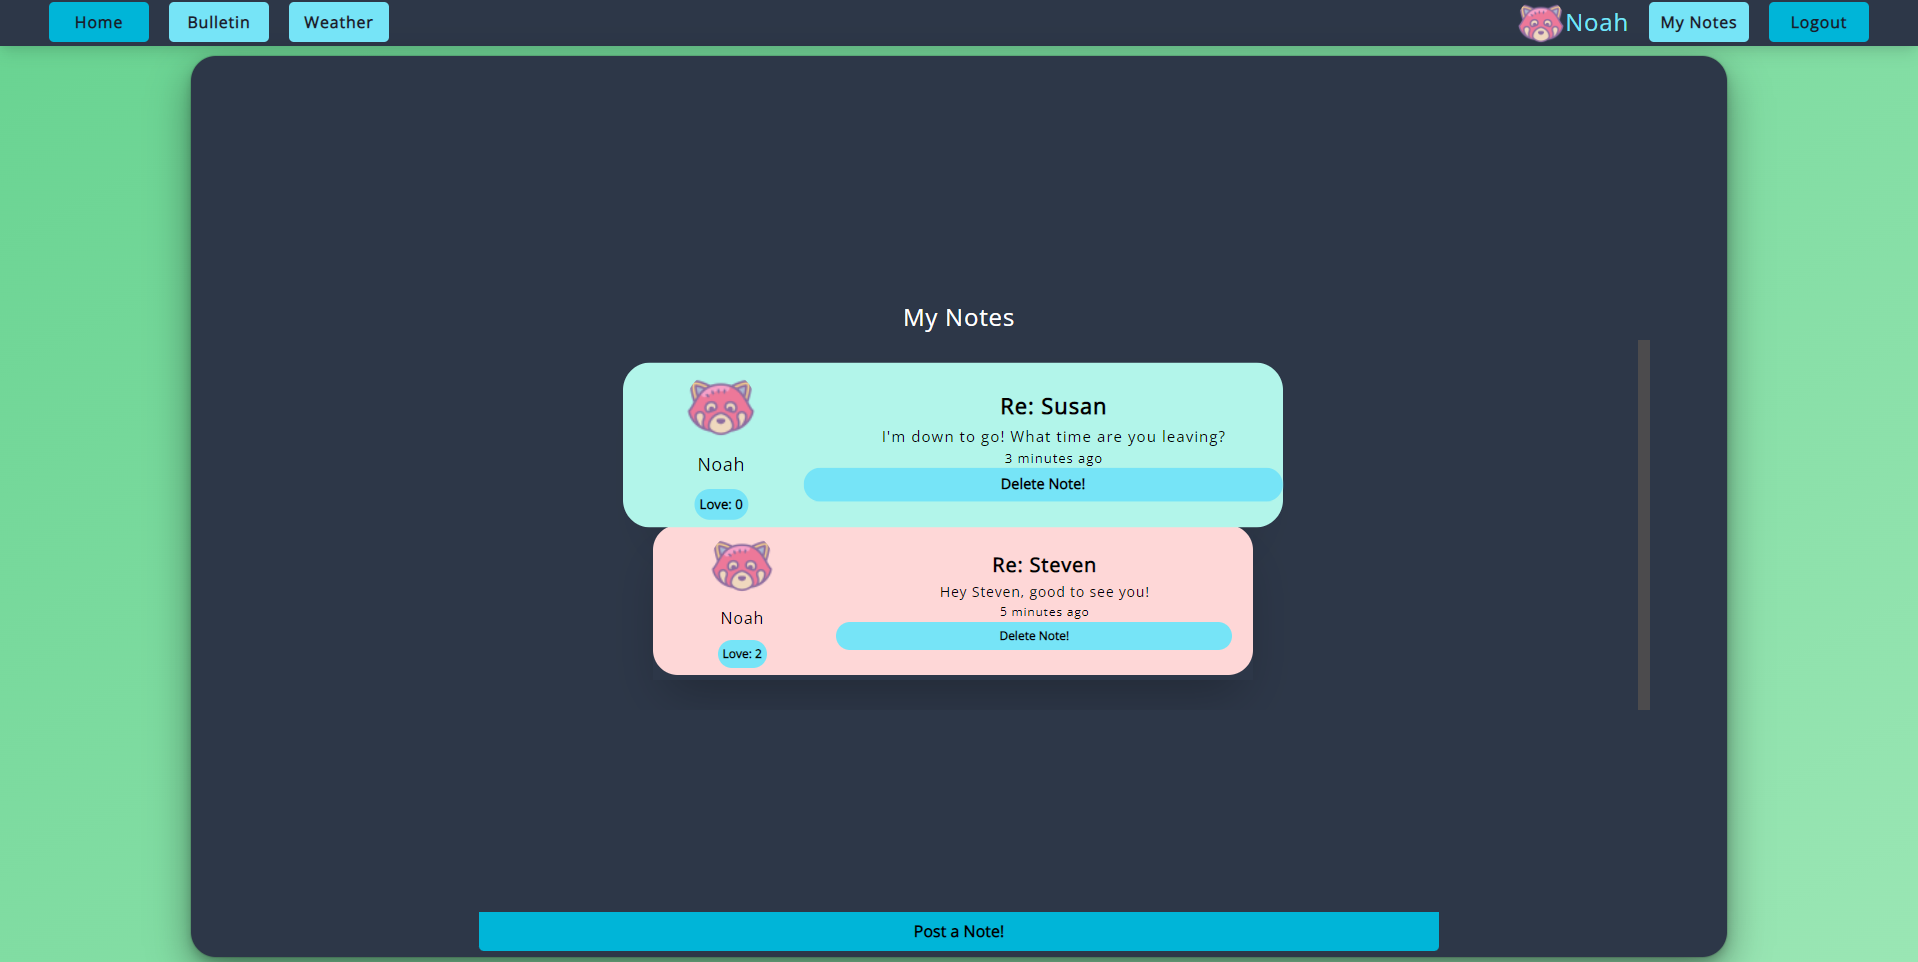 Home Bulletin Weather Noah My Notes Logout
My Notes
Re: Susan
I'm down to go! What time are you leaving?
3 minutes ago
Noah
Delete Note!
Love: 0
Re: Steven
Hey Steven, good to see you!
5 minutes ago
Noah
Delete Note!
Love: 2
Post a Note!